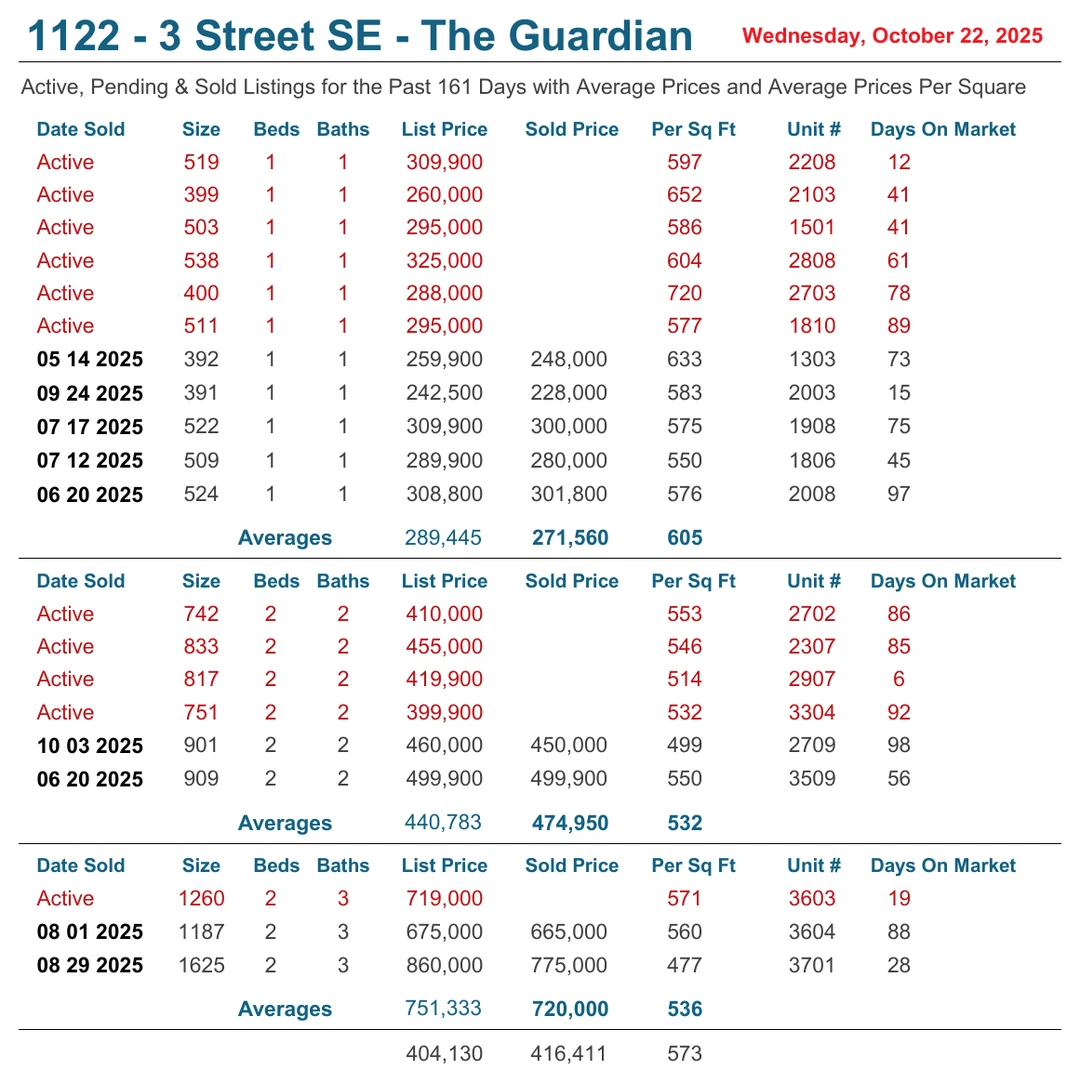 1122 - 3 Street SE - The Guardian Wednesday, October 22, 2025
Active, Pending & Sold Listings for the Past 161 Days with Average Prices and Average Prices Per Square
Date Sold Size Beds Baths List Price Sold Price Per Sq Ft Unit # Days On Market
Active 519 1 1 309,900 597 2208 12
Active 399 1 1 260,000 652 2103 41
Active 503 1 1 295,000 586 1501 41
Active 538 1 1 325,000 604 2808 61
Active 400 1 1 288,000 720 2703 78
Active 511 1 1 295,000 577 1810 89
05 14 2025 392 1 1 259,900 248,000 633 1303 73
09 24 2025 391 1 1 242,500 228,000 583 2003 15
07 17 2025 522 1 1 309,900 300,000 575 1908 75
07 12 2025 509 1 1 289,900 280,000 550 1806 45
06 20 2025 524 1 1 308,800 301,800 576 2008 97
Averages 289,445 271,560 605
Date Sold Size Beds Baths List Price Sold Price Per Sq Ft Unit # Days On Market
Active 742 2 2 410,000 553 2702 86
Active 833 2 2 455,000 546 2307 85
Active 817 2 2 419,900 514 2907 6
Active 751 2 2 399,900 532 3304 92
10 03 2025 901 2 2 460,000 450,000 499 2709 98
06 20 2025 909 2 2 499,900 499,900 550 3509 56
Averages 440,783 474,950 532
Date Sold Size Beds Baths List Price Sold Price Per Sq Ft Unit # Days On Market
Active 1260 2 3 719,000 571 3603 19
08 01 2025 1187 2 3 675,000 665,000 560 3604 88
08 29 2025 1625 2 3 860,000 775,000 477 3701 28
Averages 751,333 720,000 536
404,130 416,411 573